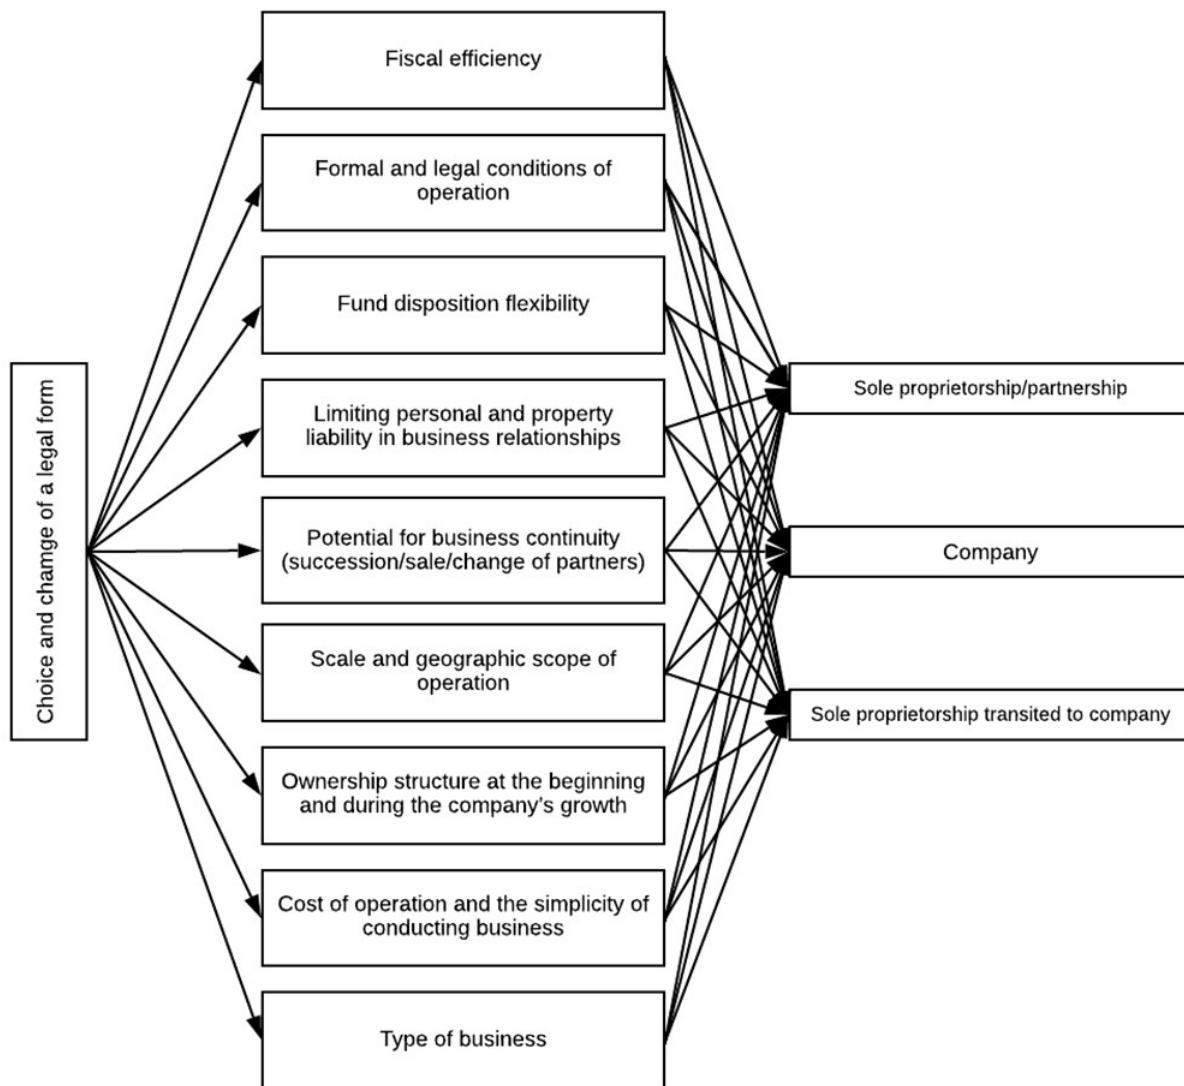 Choice and chamge of a legal form
Fiscal efficiency
Formal and legal conditions of
operation
Fund disposition flexibility
Limiting personal and property
liability in business relationships
Potential for business continuity
(succession/sale/change of partners)
Scale and geographic scope of
operation
Ownership structure at the beginning
and during the company's growth
Cost of operation and the simplicity of
conducting business
Type of business
Sole proprietorship/partnership
Company
Sole proprietorship transited to company